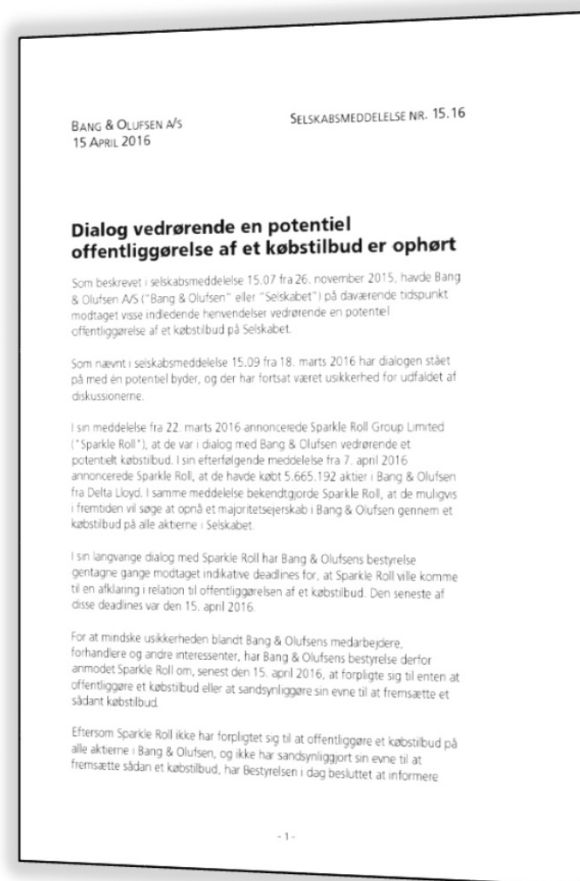 BANG & OLUFSEN A/S
15 APRIL 2016
SELSKABSMEDDELELSE NR. 15.16
Dialog vedrørende en potentiel
offentliggørelse af et købstilbud er ophørt
Som beskrevet i selskabsmeddelelse 15.07 fra 26. november 2015, havde Bang
& Olufsen A/S ("Bang & Olufsen" eller "Selskabet") på daværende tidspunkt
modtaget visse indledende henvendelser vedrørende en potentiel
offentliggørelse af et købstilbud på Selskabet.
Som nævnt i selskabsmeddelelse 15.09 fra 18. marts 2016 har dialogen stået
på med én potentiel byder, og der har fortsat været usikkerhed for udfaldet af
diskussionerne.
I sin meddelelse fra 22. marts 2016 annoncerede Sparkle Roll Group Limited
("Sparkle Roll"), at de var i dialog med Bang & Olufsen vedrørende et
potentielt købstilbud. I sin efterfølgende meddelelse fra 7. april 2016
annoncerede Sparkle Roll, at de havde købt 5.665.192 aktier i Bang & Olufsen
fra Delta Lloyd. I samme meddelelse bekendtgjorde Sparkle Roll, at de muligvis
i fremtiden vil søge at opnå et majoritetsejerskab i Bang & Olufsen gennem et
købstilbud på alle aktierne i Selskabet.
I sin langvange dialog med Sparkle Roll har Bang & Olufsens bestyrelse
gentagne gange modtaget indikative deadlines for, at Sparkle Roll ville komme
til en afklaring i relation til offentliggørelsen af et købstilbud. Den seneste af
disse deadlines var den 15. april 2016.
For at mindske usikkerheden blandt Bang & Olufsens medarbejdere,
forhandlere og andre interessenter, har Bang & Olufsens bestyrelse derfor
anmodet Sparkle Roll om, senest den 15. april 2016, at forpligte sig til enten at
offentliggøre et købstilbud eller at sandsynliggøre sin evne til at fremsætte et
sådant købstilbud.
Eftersom Sparkle Roll ikke har forpligtet sig til at offentliggøre et købstilbud på
alle aktierne i Bang & Olufsen, og ikke har sandsynliggjort sin evne til at
fremsætte sådan et købstilbud, har Bestyrelsen i dag besluttet at informere
- 1 -